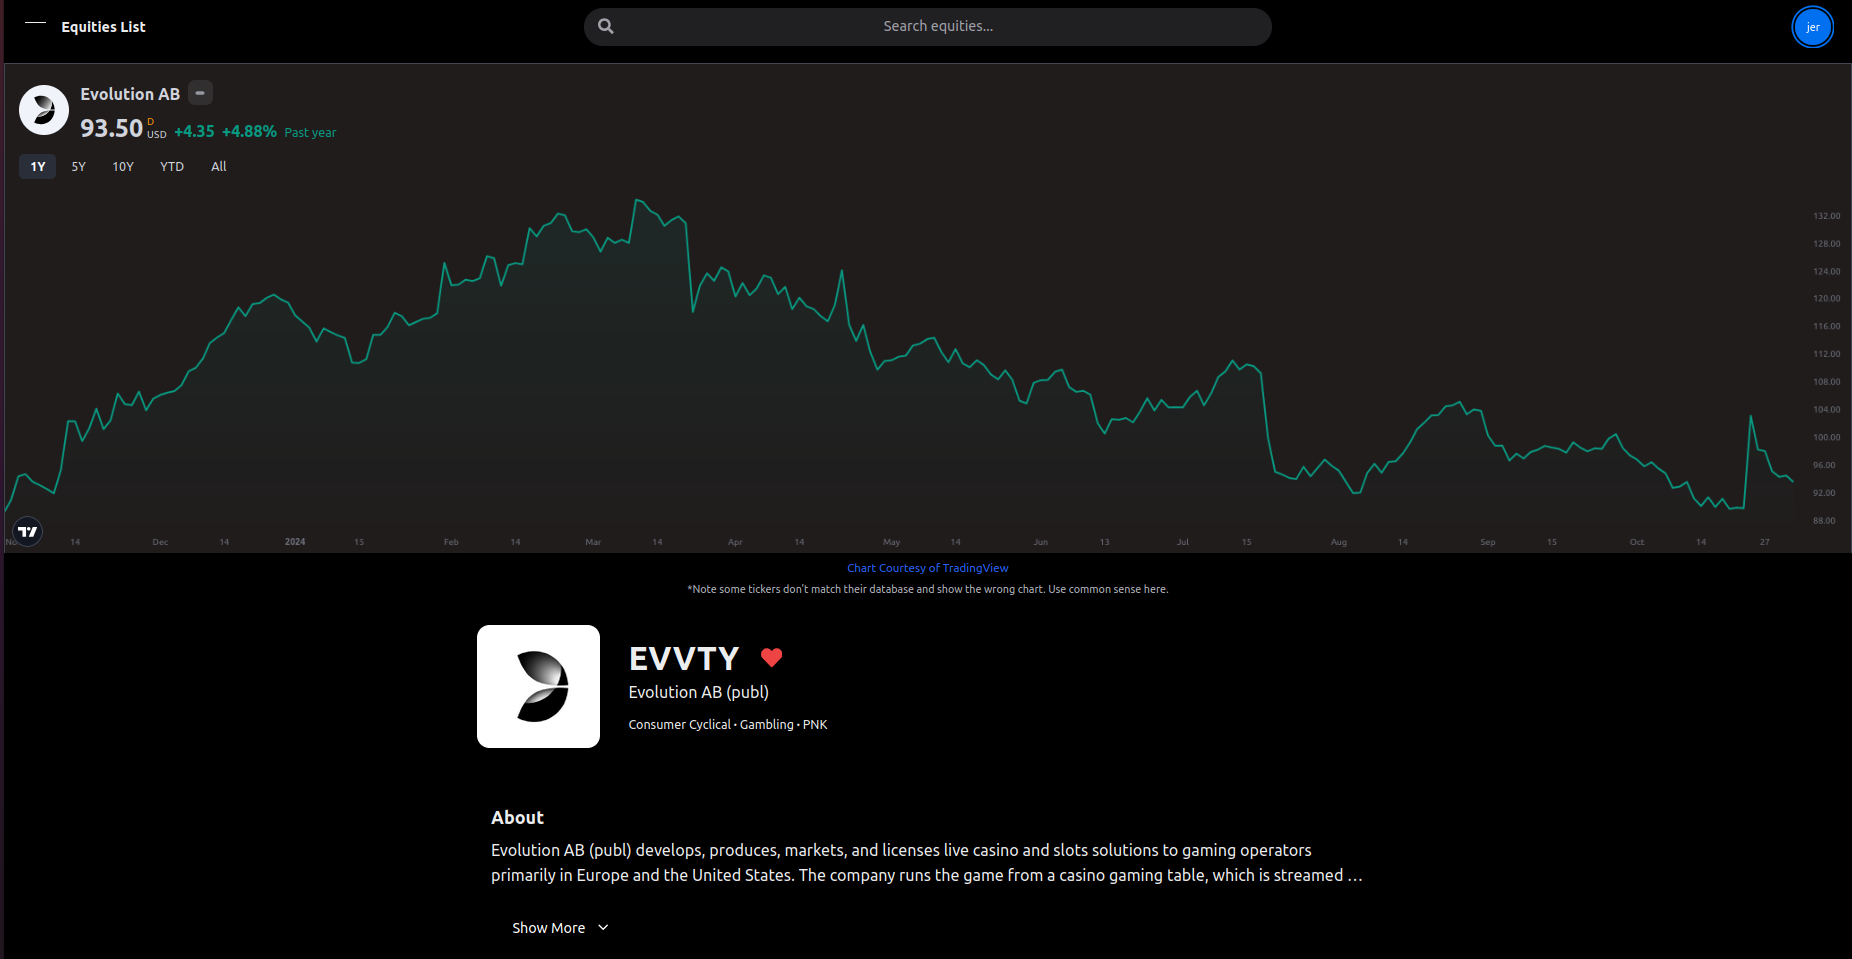 Equities List
Search equities...
jer
Evolution AB
93.50 D USD +4.35 +4.88% Past year
1Y 5Y 10Y YTD All
132.00
128.00
124.00
120.00
116.00
112.00
108.00
104.00
100.00
96.00
92.00
88.00
14 Dec 14 2024 15 Feb 14 Mar 14 Apr 14 May 14 Jun 13 Jul 15 Aug 14 Sep 15 Oct 14 27
Chart Courtesy of TradingView
*Note some tickers don't match their database and show the wrong chart. Use common sense here.
EVVTY
Evolution AB (publ)
Consumer Cyclical • Gambling • PNK
About
Evolution AB (publ) develops, produces, markets, and licenses live casino and slots solutions to gaming operators
primarily in Europe and the United States. The company runs the game from a casino gaming table, which is streamed ...
Show More